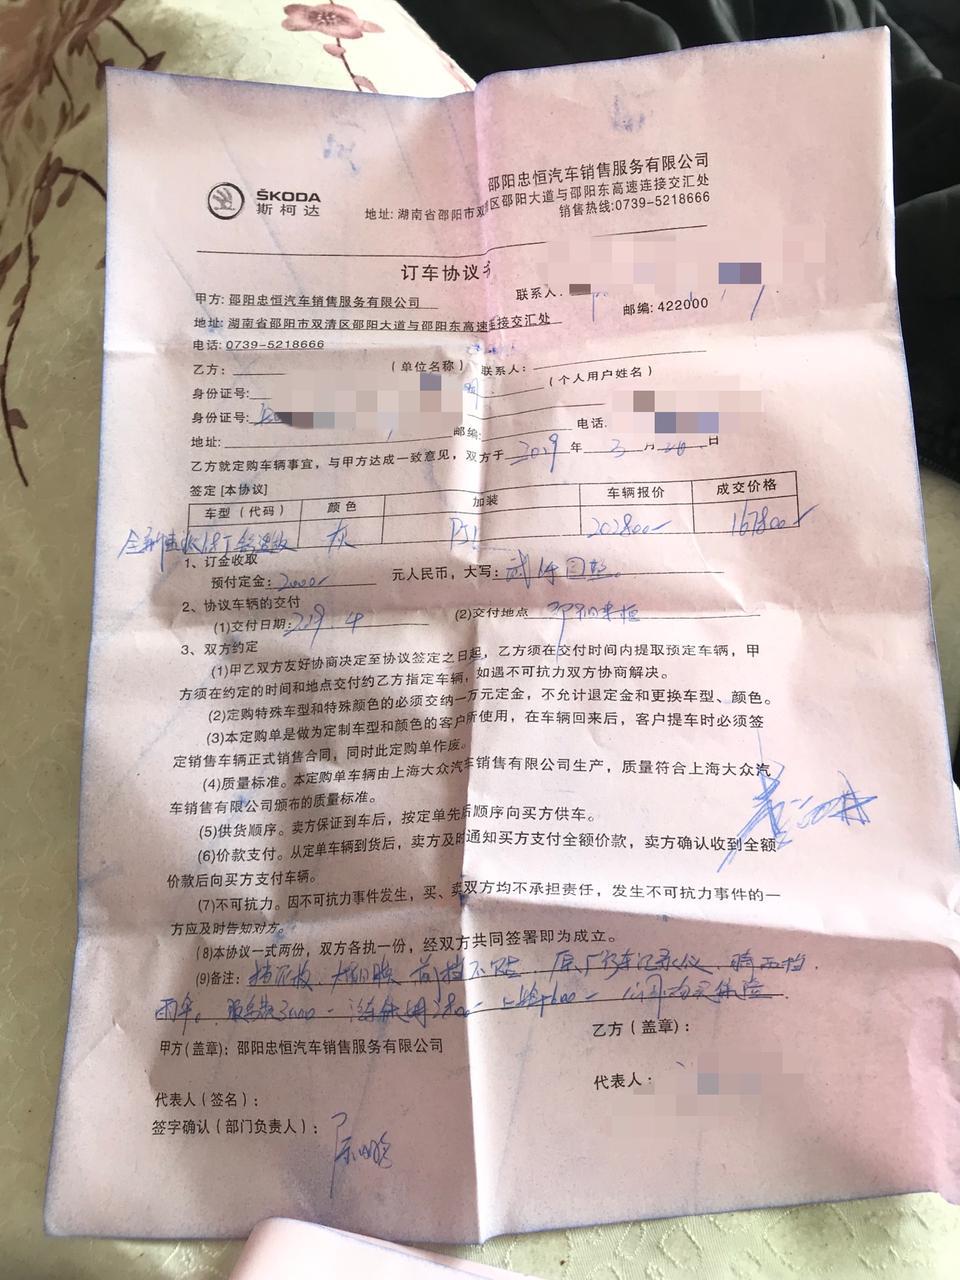 ŠKODA
斯柯达
邵阳忠恒汽车销售服务有限公司
地址: 湖南省邵阳市双清区邵阳大道与邵阳东高速连接交汇处
销售热线:0739-5218666
订车协议
甲方: 邵阳忠恒汽车销售服务有限公司
联系人:
地址: 湖南省邵阳市双清区邵阳大道与邵阳东高速连接交汇处
邮编: 422000
电话: 0739-5218666
乙方: (单位名称) 联系人:
身份证号: (个人用户姓名)
身份证号: 电话.
地址: 邮编:
乙方就定购车辆事宜，与甲方达成一致意见，双方于 2019 年 3 月 日
签定 [本协议]
车型（代码） 颜色 加装 车辆报价 成交价格
灰 202800 167800
1、订金收取
预付定金: 2000 元人民币，大写: 贰仟圆整
2、协议车辆的交付
(1)交付日期: 2019.4 (2)交付地点
3、双方约定
(1)甲乙双方友好协商决定至协议签定之日起，乙方须在交付时间内提取预定车辆，甲
方须在约定的时间和地点交付约乙方指定车辆，如遇不可抗力双方协商解决。
(2)定购特殊车型和特殊颜色的必须交纳一万元定金，不允计退定金和更换车型、颜色。
(3)本定购单是做为定制车型和颜色的客户所使用，在车辆回来后，客户提车时必须签
定销售车辆正式销售合同，同时此定购单作废。
(4)质量标准。本定购单车辆由上海大众汽车销售有限公司生产，质量符合上海大众汽
车销售有限公司颁布的质量标准。
(5)供货顺序。卖方保证到车后，按定单先后顺序向买方供车。
(6)价款支付。从定单车辆到货后，卖方及时通知买方支付全额价款，卖方确认收到全额
价款后向买方支付车辆。
(7)不可抗力。因不可抗力事件发生，买、卖双方均不承担责任，发生不可抗力事件的一
方应及时告知对方。
(8)本协议一式两份，双方各执一份，经双方共同签署即为成立。
(9)备注: 原厂行车记录仪
两年。服务费3000 上牌 公司购买保险
甲方(盖章): 邵阳忠恒汽车销售服务有限公司
乙方(盖章):
代表人(签名):
代表人:
签字确认(部门负责人):